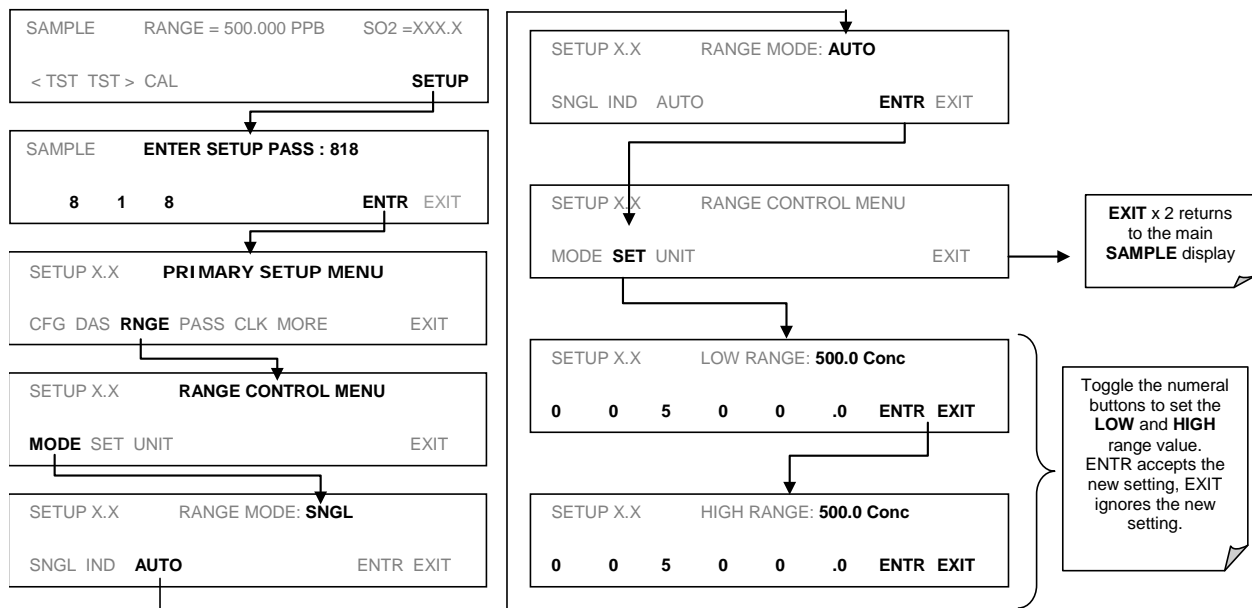 SAMPLE RANGE = 500.000 PPB SO2 =XXX.X
< TST TST > CAL SETUP
SAMPLE ENTER SETUP PASS : 818
8 1 8 ENTR EXIT
SETUP X.X PRIMARY SETUP MENU
CFG DAS RNGE PASS CLK MORE EXIT
SETUP X.X RANGE CONTROL MENU
MODE SET UNIT EXIT
SETUP X.X RANGE MODE: SNGL
SNGL IND AUTO ENTR EXIT
SETUP X.X RANGE MODE: AUTO
SNGL IND AUTO ENTR EXIT
SETUP X.X RANGE CONTROL MENU
MODE SET UNIT EXIT
EXIT x 2 returns
to the main
SAMPLE display
SETUP X.X LOW RANGE: 500.0 Conc
0 0 5 0 0 .0 ENTR EXIT
SETUP X.X HIGH RANGE: 500.0 Conc
0 0 5 0 0 .0 ENTR EXIT
Toggle the numeral
buttons to set the
LOW and HIGH
range value.
ENTR accepts the
new setting, EXIT
ignores the new
setting.